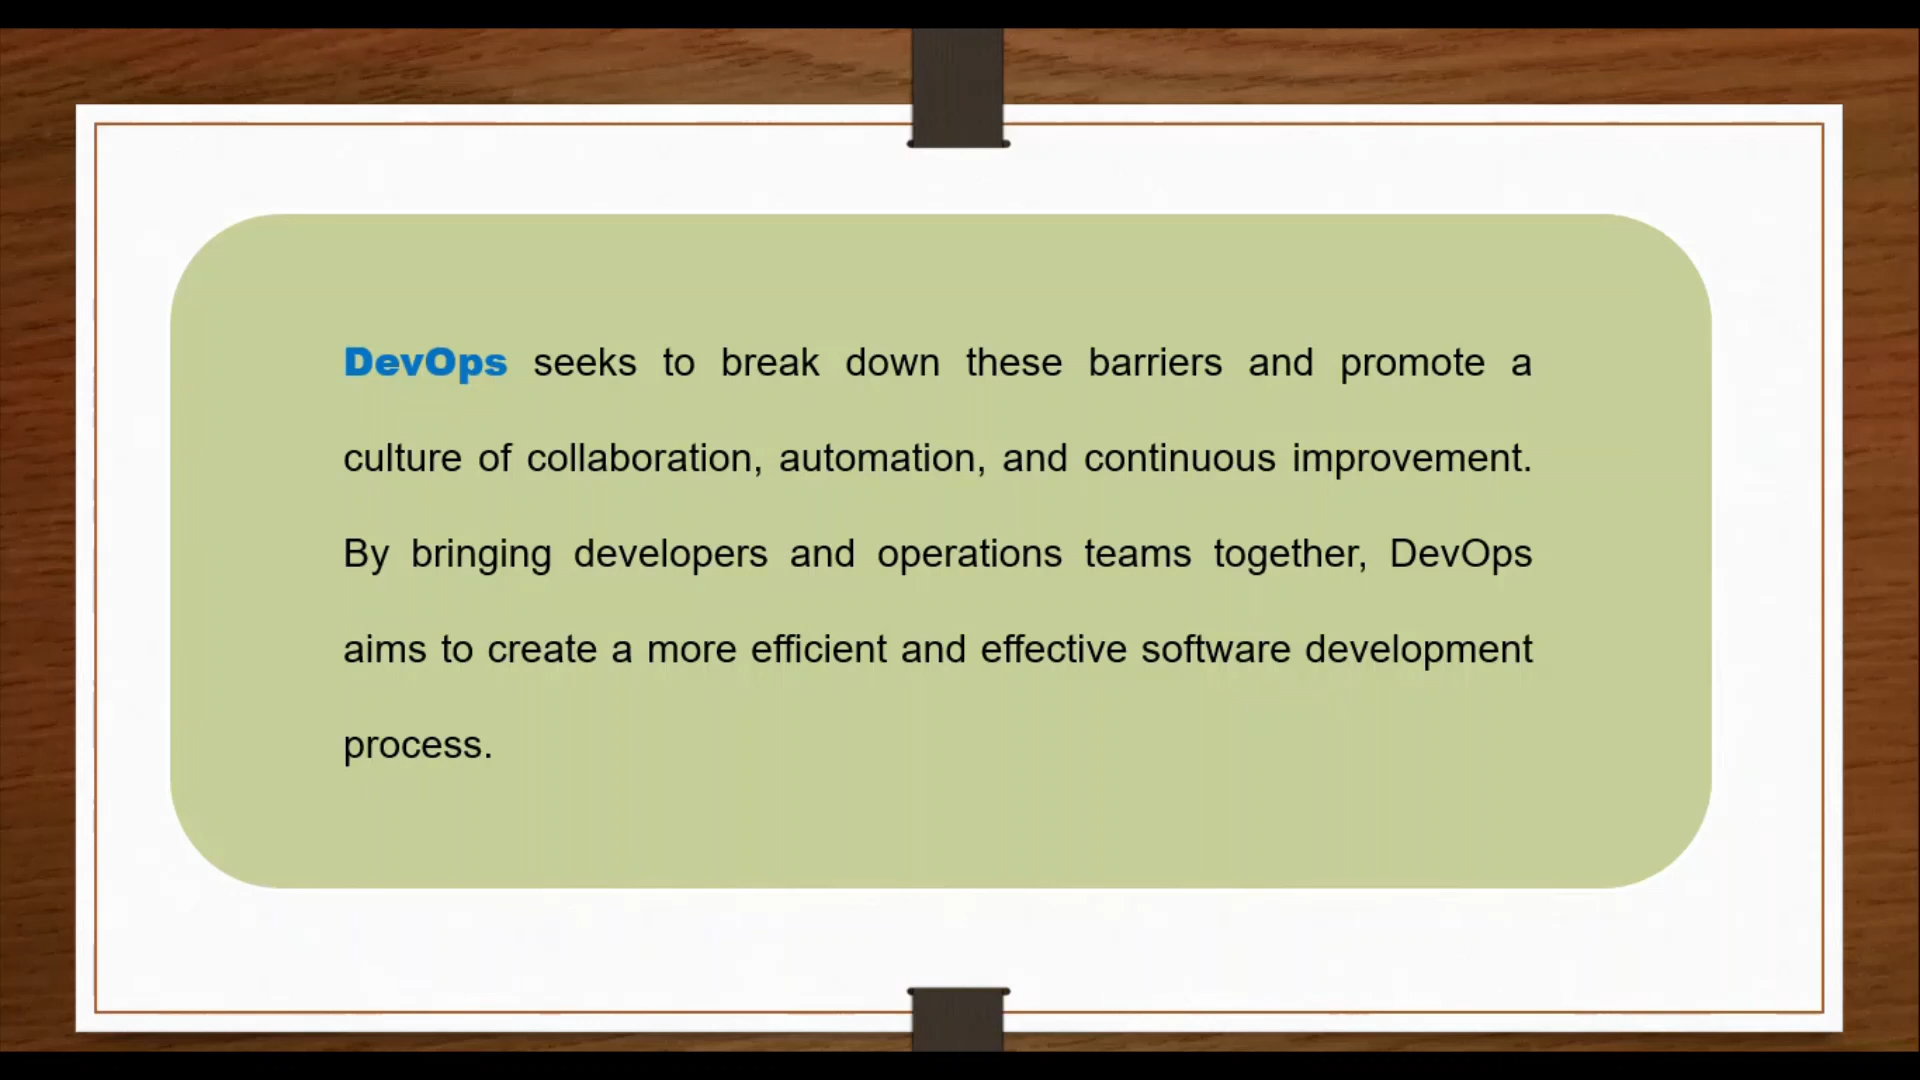 DevOps seeks to break down these barriers and promote a
culture of collaboration, automation, and continuous improvement.
By bringing developers and operations teams together, DevOps
aims to create a more efficient and effective software development
process.